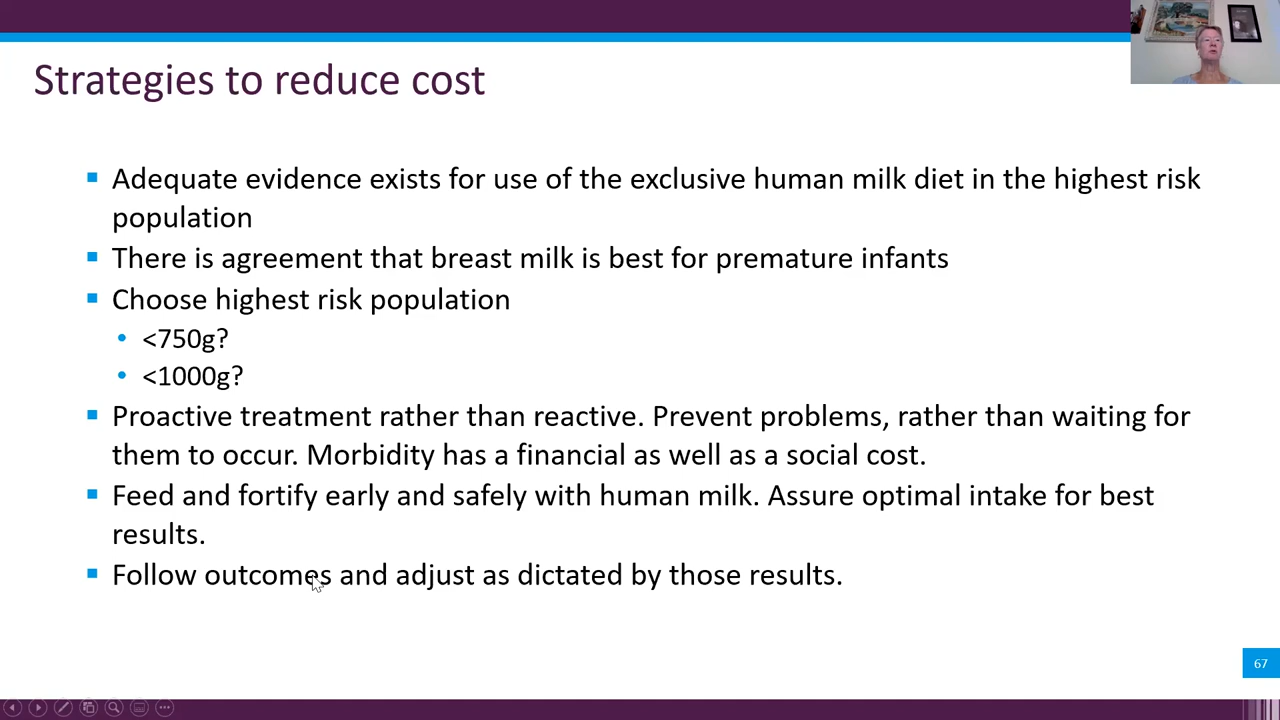 Strategies to reduce cost
Adequate evidence exists for use of the exclusive human milk diet in the highest risk
population
There is agreement that breast milk is best for premature infants
Choose highest risk population
<750g?
<1000g?
Proactive treatment rather than reactive. Prevent problems, rather than waiting for
them to occur. Morbidity has a financial as well as a social cost.
Feed and fortify early and safely with human milk. Assure optimal intake for best
results.
Follow outcomes and adjust as dictated by those results.
67